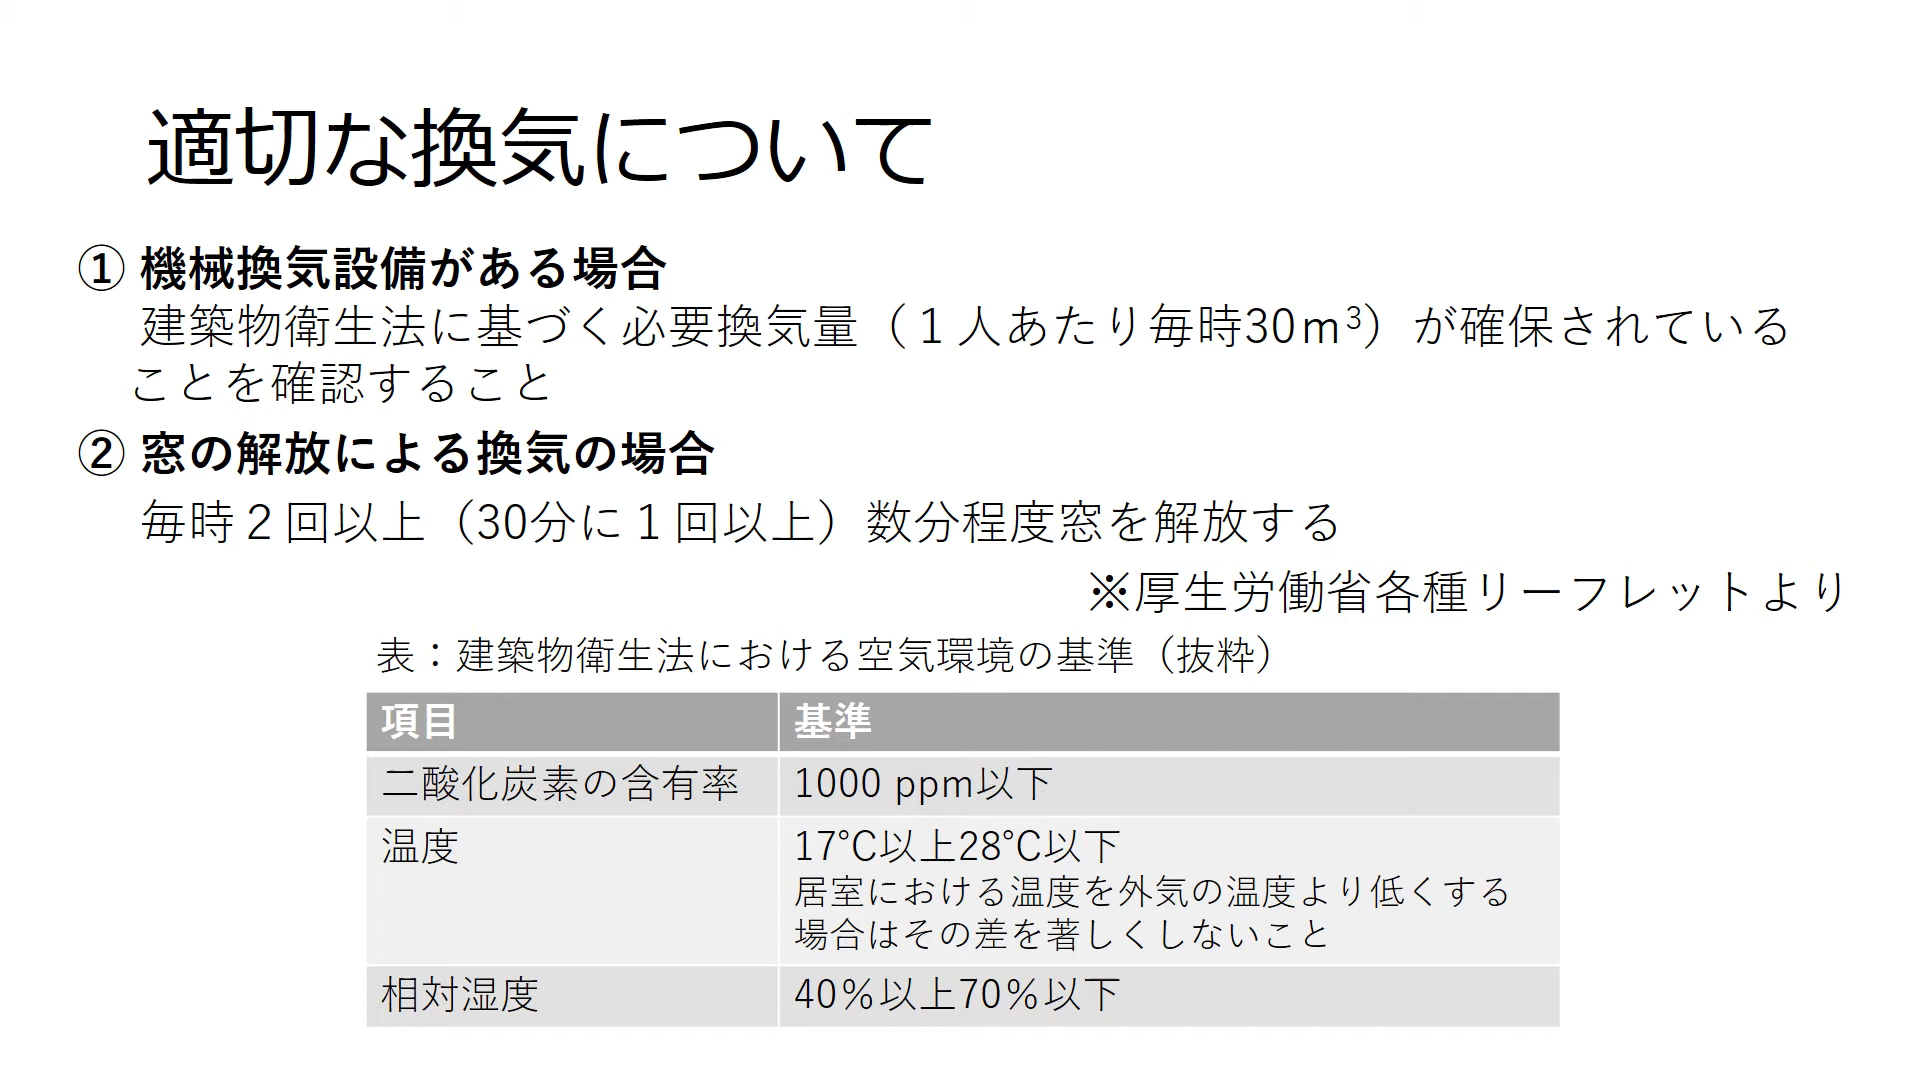 適切な換気について
① 機械換気設備がある場合
建築物衛生法に基づく必要換気量（１人あたり毎時30ｍ³）が確保されている
ことを確認すること
② 窓の解放による換気の場合
毎時２回以上（30分に１回以上）数分程度窓を解放する
※厚生労働省各種リーフレットより
表：建築物衛生法における空気環境の基準（抜粋）
項目 基準
二酸化炭素の含有率 1000 ppm以下
温度 17℃以上28℃以下
居室における温度を外気の温度より低くする
場合はその差を著しくしないこと
相対湿度 40％以上70％以下